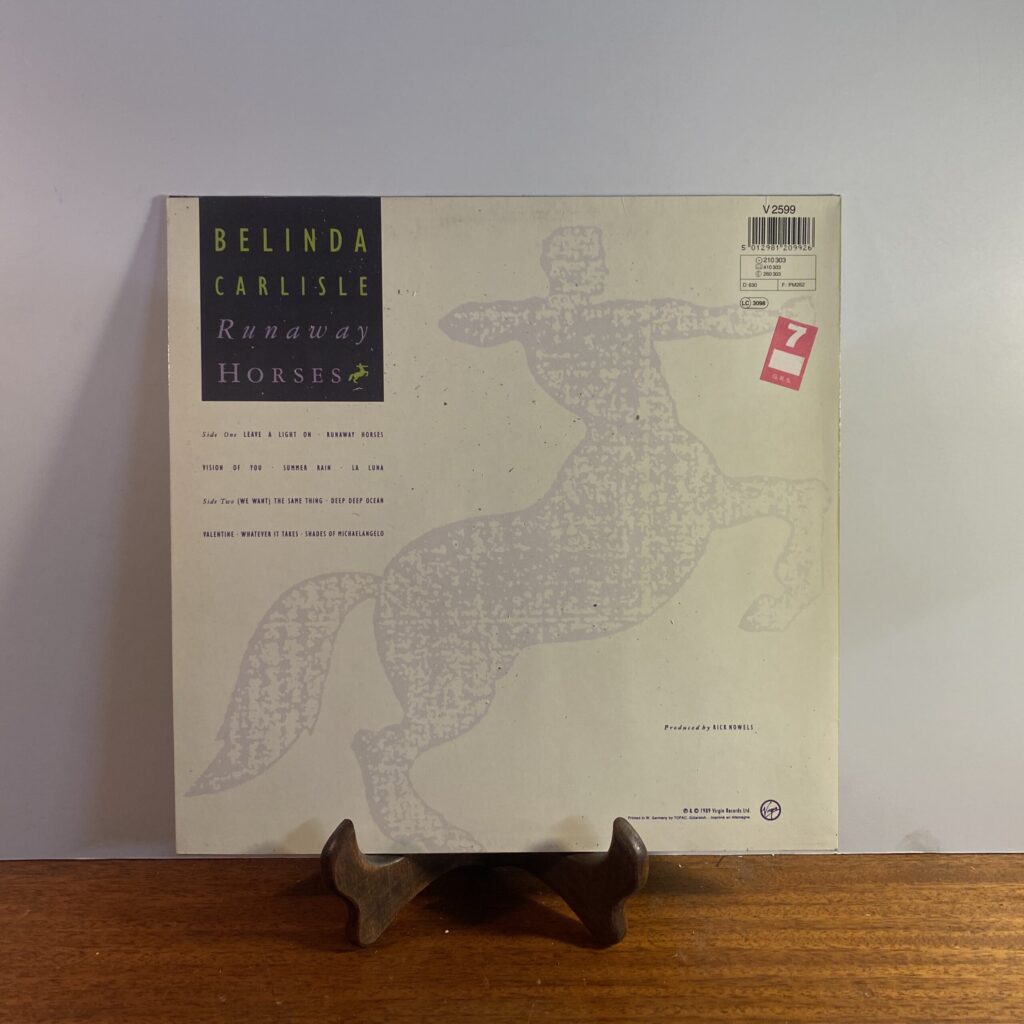 BELINDA
CARLISLE
Runaway
HORSES
V 2599
5 012981 209926
210 303
410 303
260 303
D: 630 F: PM262
LC 3098
7
G.R.S.
Side One LEAVE A LIGHT ON · RUNAWAY HORSES
VISION OF YOU · SUMMER RAIN · LA LUNA
Side Two (WE WANT) THE SAME THING · DEEP DEEP OCEAN
VALENTINE · WHATEVER IT TAKES · SHADES OF MICHAELANGELO
Produced by RICK NOWELS
℗ & © 1989 Virgin Records Ltd.
Printed in W. Germany by TOPAC, Gütersloh · Imprimé en Allemagne
Virgin